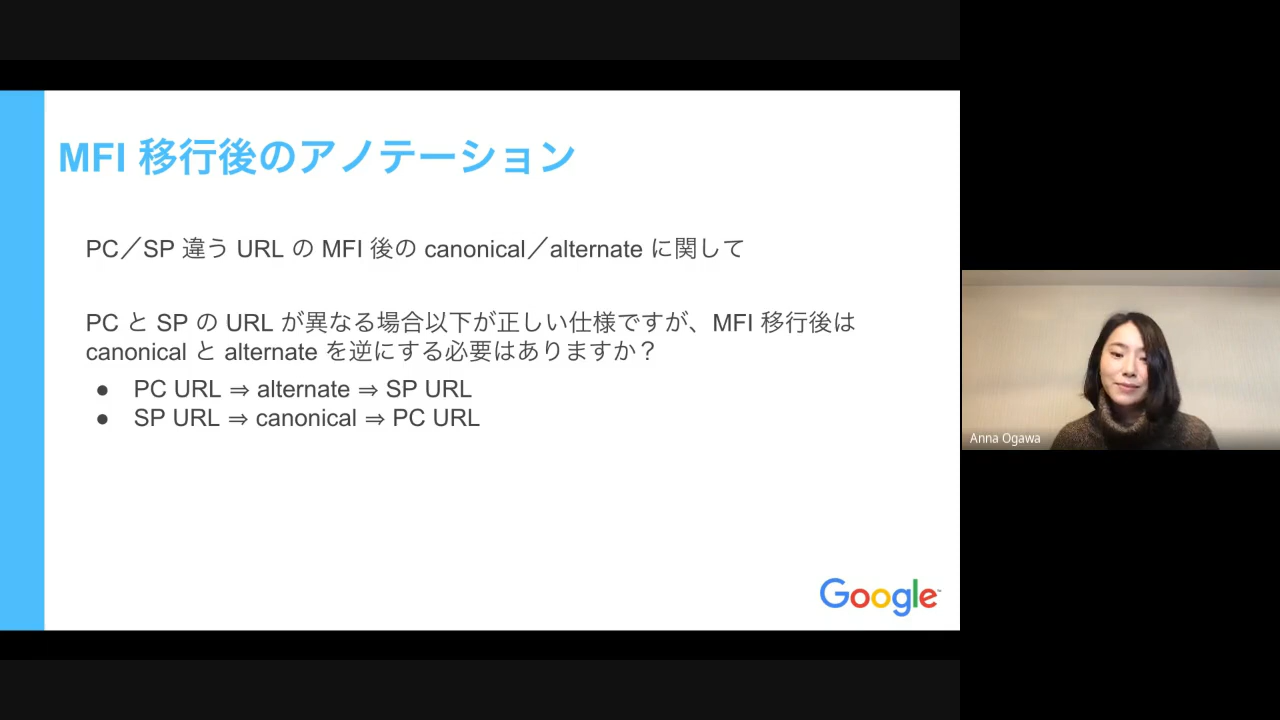 MFI 移行後のアノテーション
PC／SP 違う URL の MFI 後の canonical／alternate に関して
PC と SP の URL が異なる場合以下が正しい仕様ですが、MFI 移行後は
canonical と alternate を逆にする必要はありますか？
● PC URL ⇒ alternate ⇒ SP URL
● SP URL ⇒ canonical ⇒ PC URL
Google
Anna Ogawa